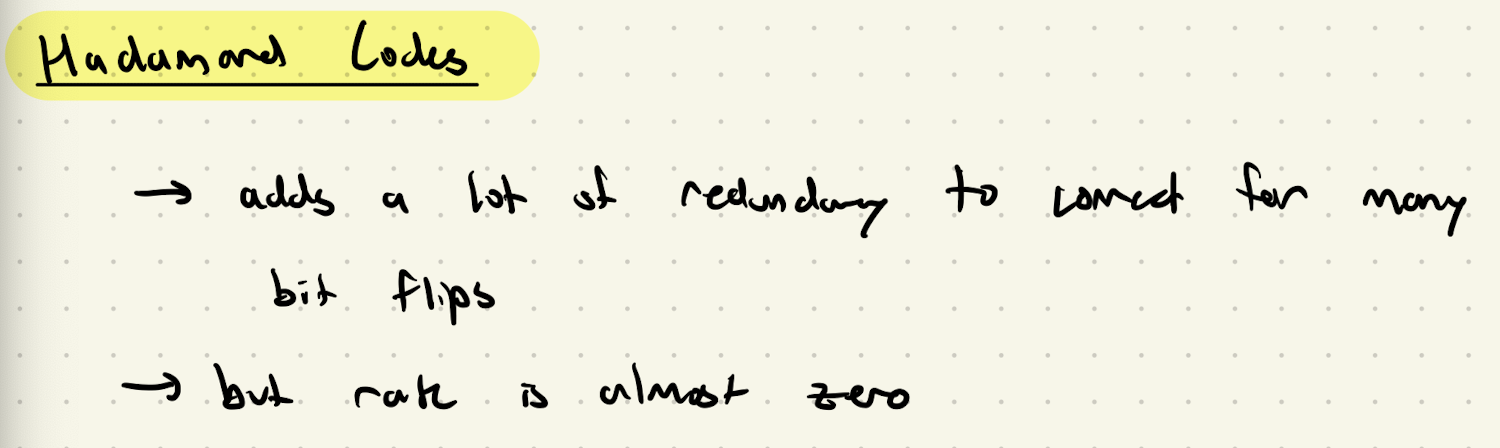 Hadamard Codes
→ adds a lot of redundancy to correct for many
bit flips
→ but rate is almost zero